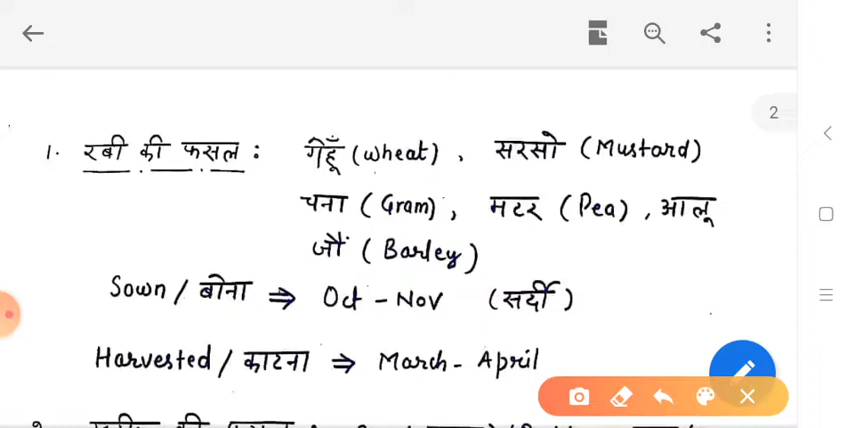 2
1. रबी की फसल : गेहूँ (Wheat), सरसो (Mustard)
चना (Gram), मटर (Pea), आलू
जौं (Barley)
Sown / बोना ⇒ Oct - Nov (सर्दी)
Harvested / काटना ⇒ March - April